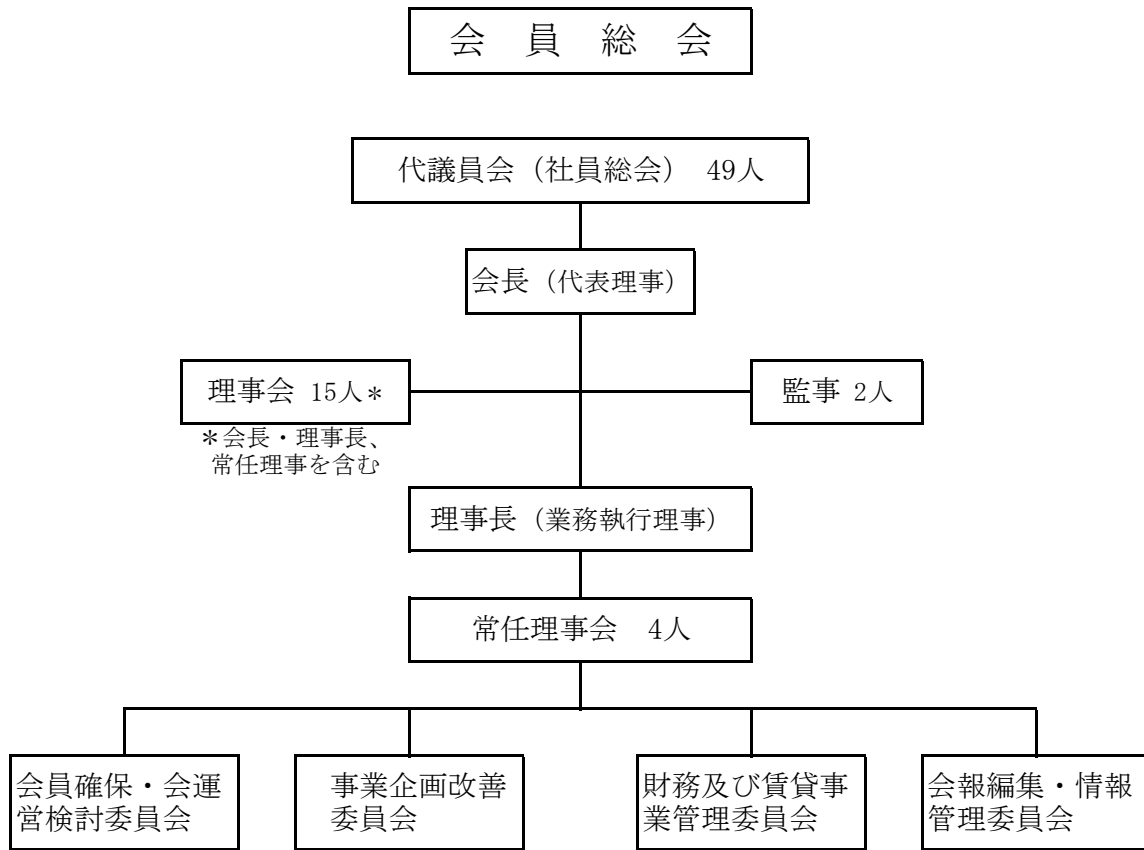 会 員 総 会
代議員会（社員総会） 49人
会長（代表理事）
理事会 15人＊
監事 2人
＊会長・理事長、
常任理事を含む
理事長（業務執行理事）
常任理事会 4人
会員確保・会運
営検討委員会
事業企画改善
委員会
財務及び賃貸事
業管理委員会
会報編集・情報
管理委員会